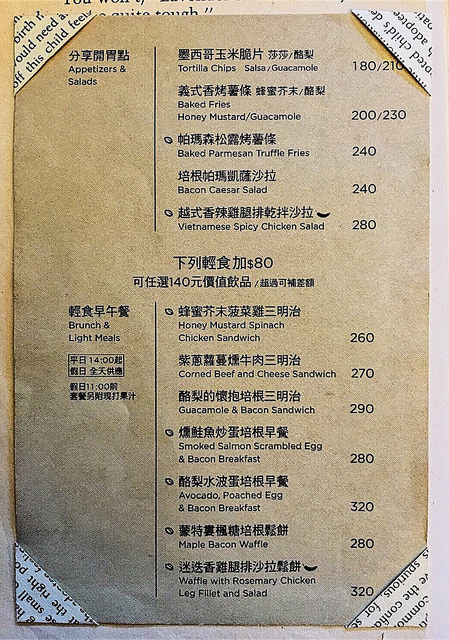 分享開胃點
Appetizers &
Salads
墨西哥玉米脆片 莎莎/酪梨
Tortilla Chips Salsa/Guacamole 180/210
義式香烤薯條 蜂蜜芥末/酪梨
Baked Fries
Honey Mustard/Guacamole 200/230
帕瑪森松露烤薯條
Baked Parmesan Truffle Fries 240
培根帕瑪凱薩沙拉
Bacon Caesar Salad 240
越式香辣雞腿排乾拌沙拉
Vietnamese Spicy Chicken Salad 280
下列輕食加$80
可任選140元價值飲品 / 超過可補差額
輕食早午餐
Brunch &
Light Meals
平日 14:00起
假日 全天供應
假日11:00前
套餐另附現打果汁
蜂蜜芥末菠菜雞三明治
Honey Mustard Spinach
Chicken Sandwich 260
紫蔥蘿蔓燻牛肉三明治
Corned Beef and Cheese Sandwich 270
酪梨的懷抱培根三明治
Guacamole & Bacon Sandwich 290
燻鮭魚炒蛋培根早餐
Smoked Salmon Scrambled Egg
& Bacon Breakfast 280
酪梨水波蛋培根早餐
Avocado, Poached Egg
& Bacon Breakfast 320
蒙特婁楓糖培根鬆餅
Maple Bacon Waffle 280
迷迭香雞腿排沙拉鬆餅
Waffle with Rosemary Chicken
Leg Fillet and Salad 320